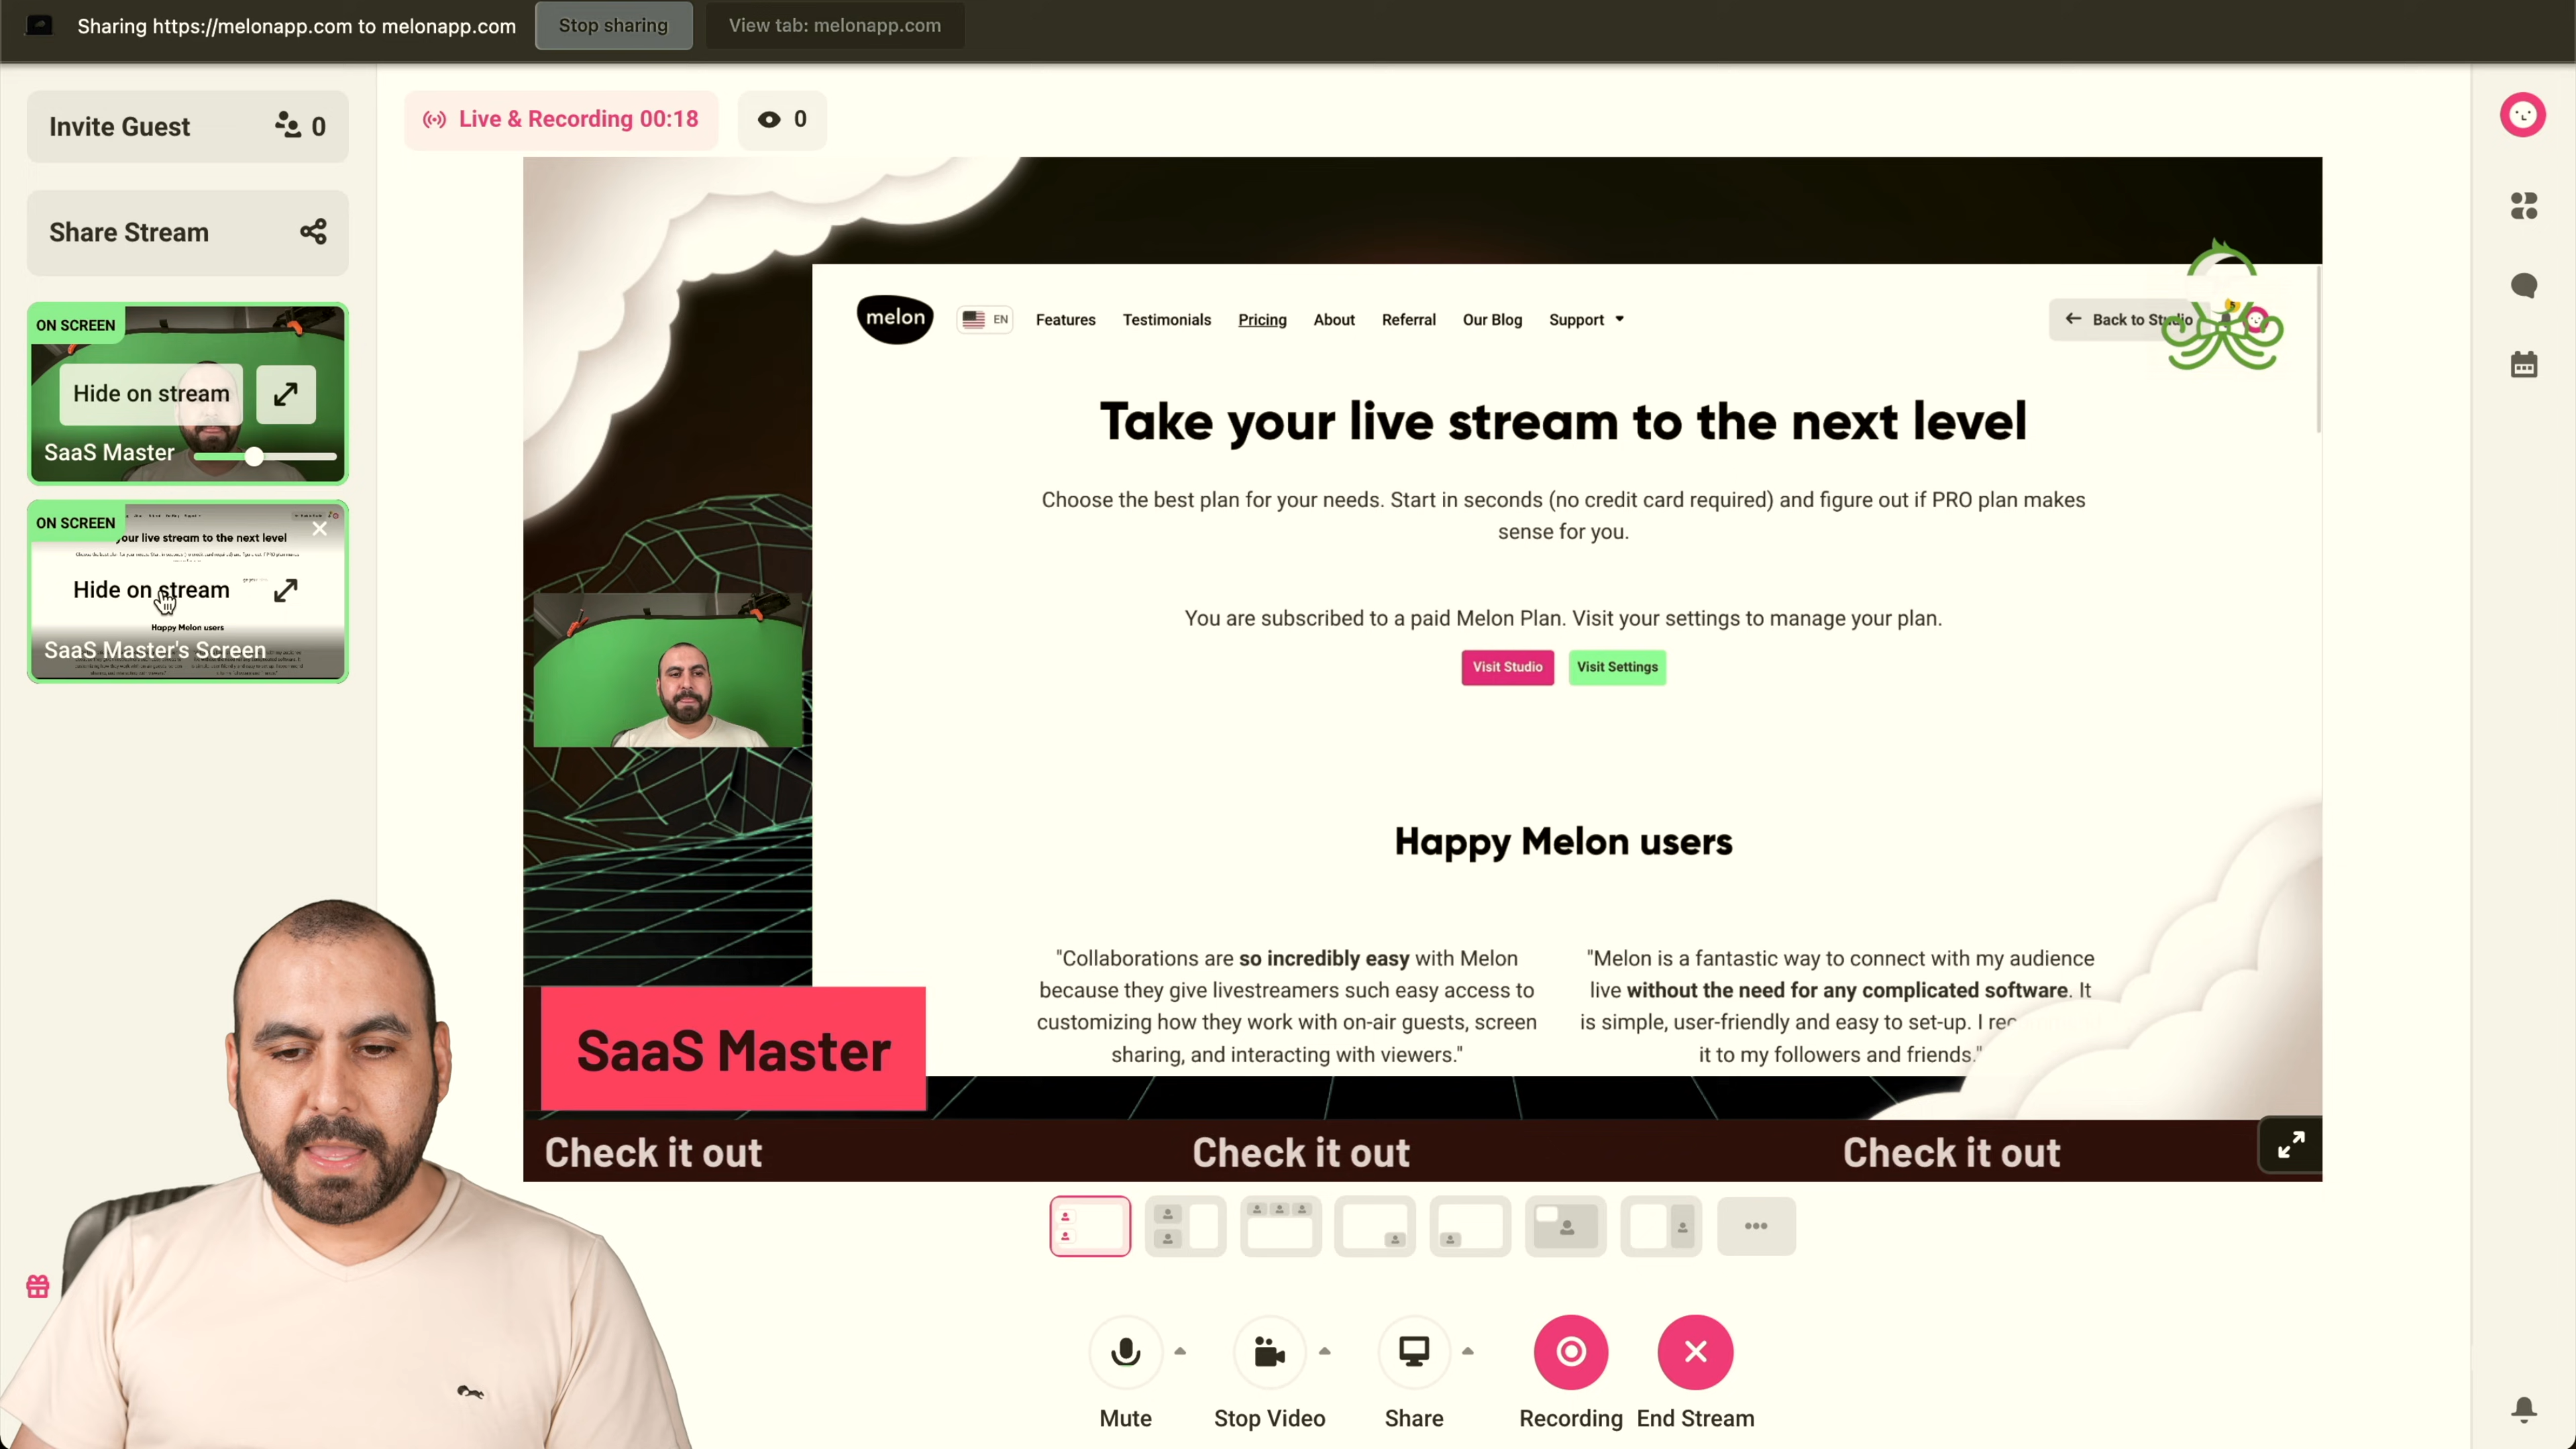 Sharing https://melonapp.com to melonapp.com
Stop sharing
View tab: melonapp.com
Invite Guest
0
Share Stream
ON SCREEN
Hide on stream
SaaS Master
ON SCREEN
your live stream to the next level
Hide on stream
Happy Melon users
SaaS Master's Screen
Live & Recording 00:18
0
melon
EN
Features
Testimonials
Pricing
About
Referral
Our Blog
Support
Back to
Take your live stream to the next level
Choose the best plan for your needs. Start in seconds (no credit card required) and figure out if PRO plan makes
sense for you.
You are subscribed to a paid Melon Plan. Visit your settings to manage your plan.
Visit Studio
Visit Settings
Happy Melon users
"Collaborations are so incredibly easy with Melon
because they give livestreamers such easy access to
customizing how they work with on-air guests, screen
sharing, and interacting with viewers."
"Melon is a fantastic way to connect with my audience
live without the need for any complicated software. It
is simple, user-friendly and easy to set-up. I
it to my followers and friends."
SaaS Master
Check it out
Check it out
Check it out
Mute
Stop Video
Share
Recording
End Stream